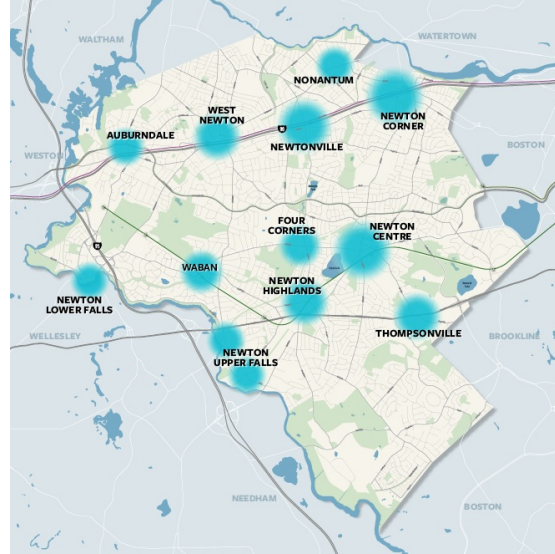 WATERTOWN
WALTHAM
NONANTUM
WEST
NEWTON
NEWTON
CORNER
AUBURNDALE
NEWTONVILLE
WESTON
BOSTON
FOUR
CORNERS
NEWTON
CENTRE
WABAN
NEWTON
HIGHLANDS
NEWTON
LOWER FALLS
THOMPSONVILLE
WELLESLEY
BROOKLINE
NEWTON
UPPER FALLS
NEEDHAM
BOSTON